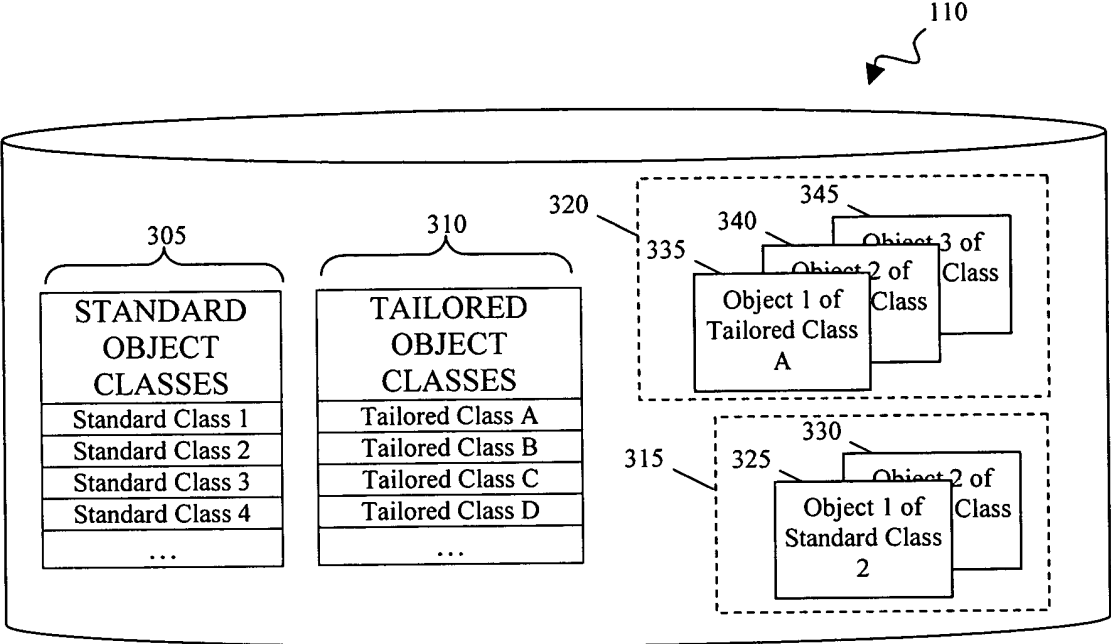 110
305
STANDARD
OBJECT
CLASSES
Standard Class 1
Standard Class 2
Standard Class 3
Standard Class 4
...
310
TAILORED
OBJECT
CLASSES
Tailored Class A
Tailored Class B
Tailored Class C
Tailored Class D
...
320
345
Object 3 of
Class
340
Object 2 of
Class
335
Object 1 of
Tailored Class
A
315
330
Object 2 of
Class
325
Object 1 of
Standard Class
2